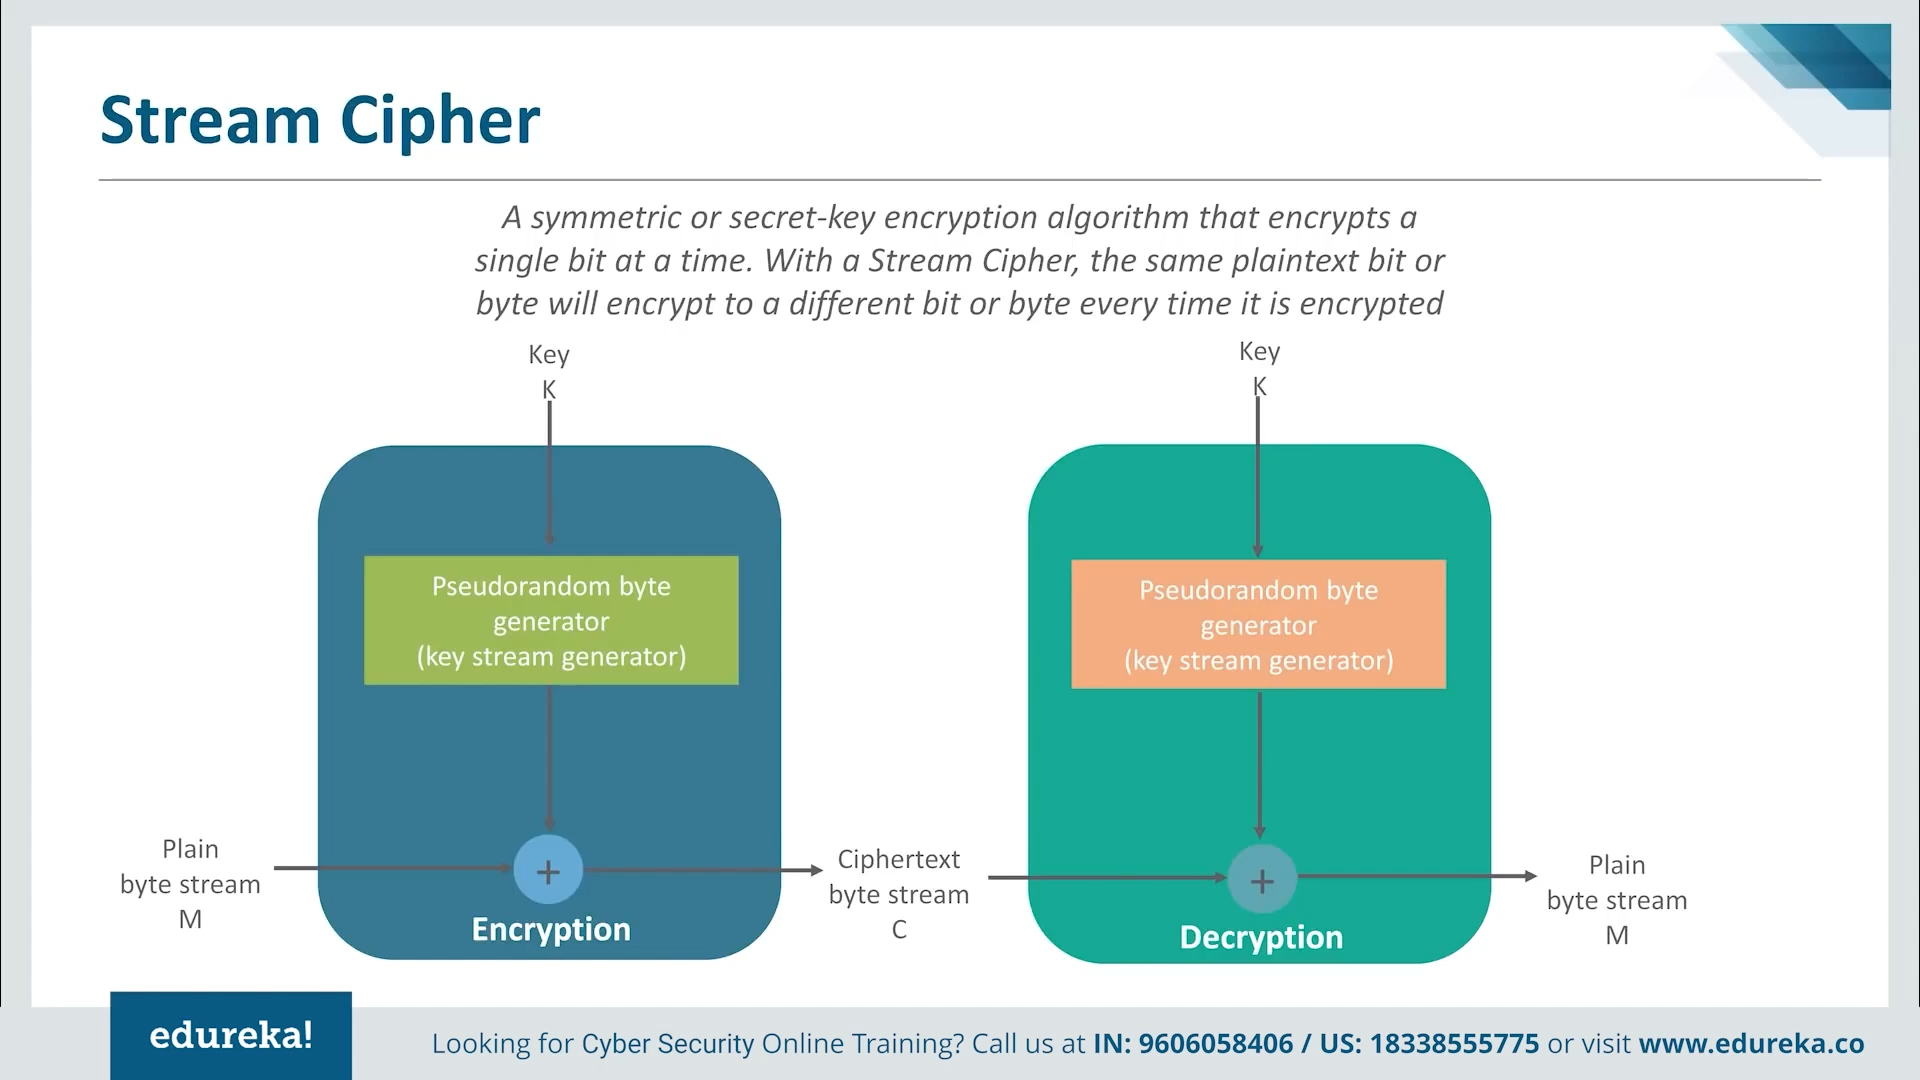 Stream Cipher
A symmetric or secret-key encryption algorithm that encrypts a
single bit at a time. With a Stream Cipher, the same plaintext bit or
byte will encrypt to a different bit or byte every time it is encrypted
Key
K
Pseudorandom byte
generator
(key stream generator)
Plain
byte stream
M
+
Encryption
Ciphertext
byte stream
C
Key
K
Pseudorandom byte
generator
(key stream generator)
+
Decryption
Plain
byte stream
M
edureka!
Looking for Cyber Security Online Training? Call us at IN: 9606058406 / US: 18338555775 or visit www.edureka.co